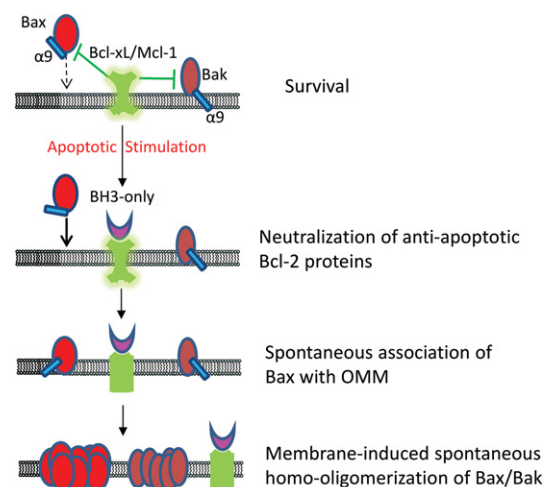 Bax
α9
Bcl-xL/Mcl-1
Bak
α9
Survival
Apoptotic Stimulation
BH3-only
Neutralization of anti-apoptotic
Bcl-2 proteins
Spontaneous association of
Bax with OMM
Membrane-induced spontaneous
homo-oligomerization of Bax/Bak